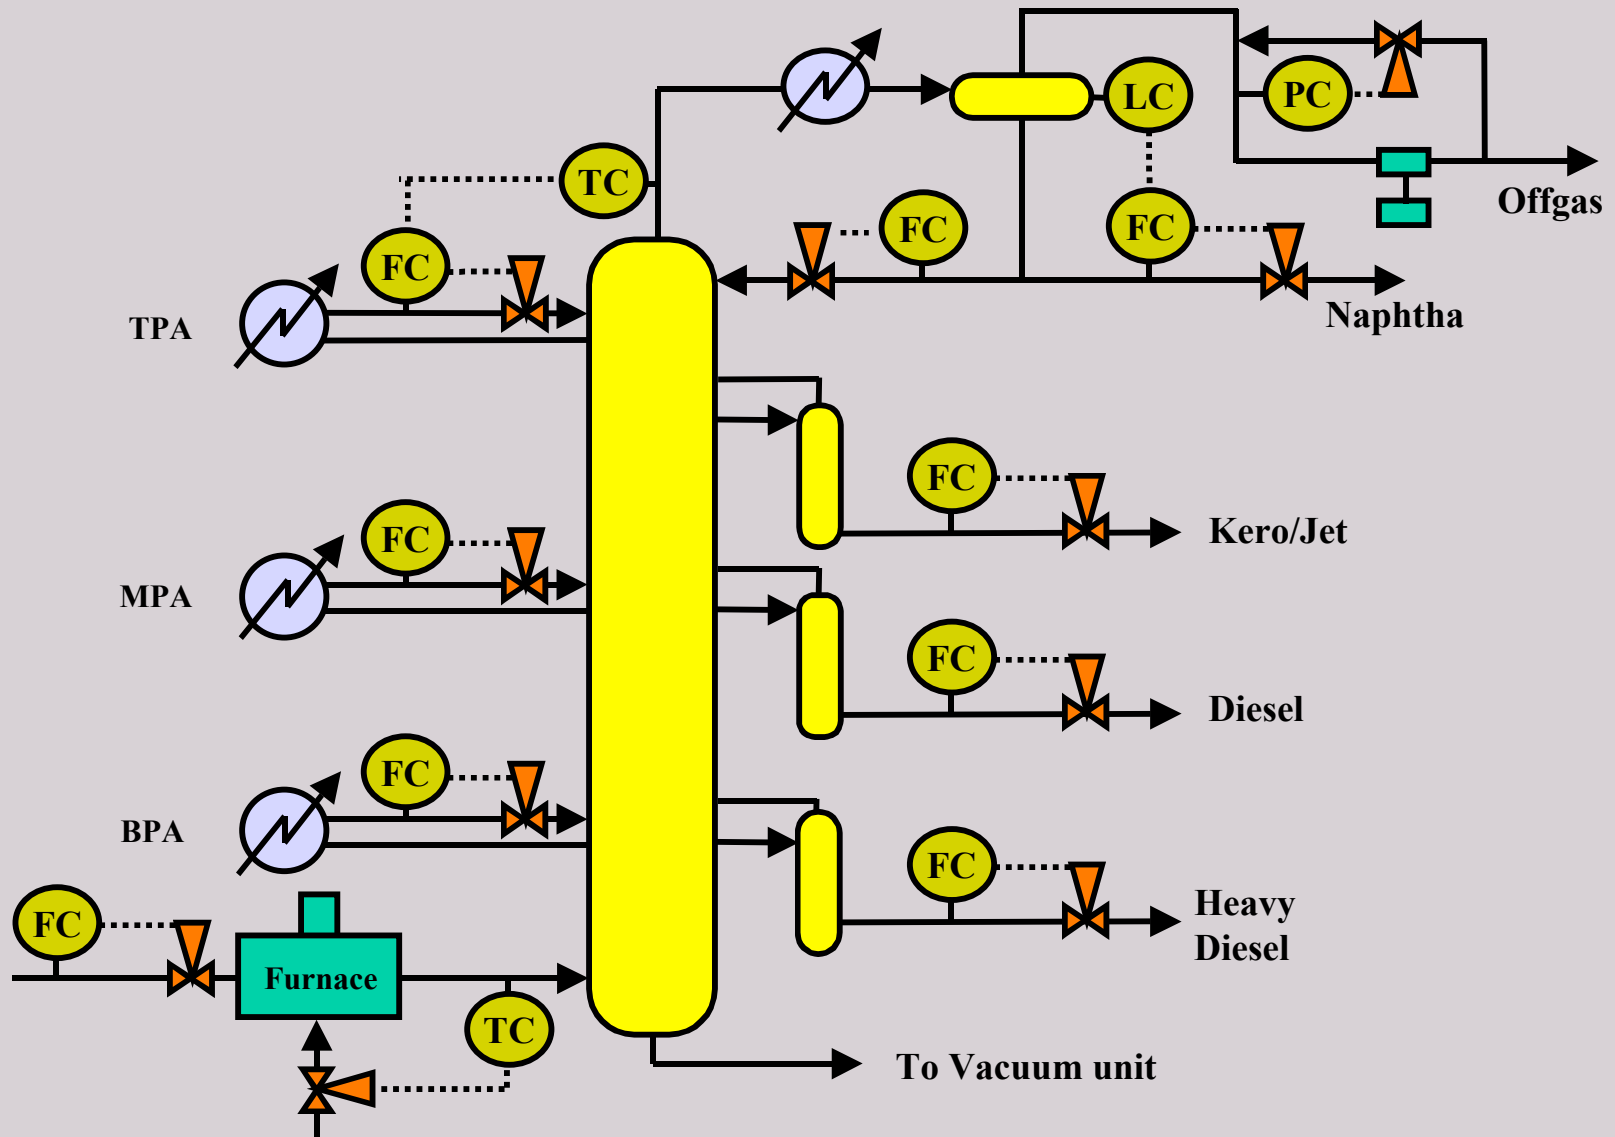 LC
PC
TC
Offgas
FC
FC
FC
Naphtha
TPA
FC
Kero/Jet
FC
MPA
FC
Diesel
FC
BPA
FC
Heavy
Diesel
FC
Furnace
TC
To Vacuum unit